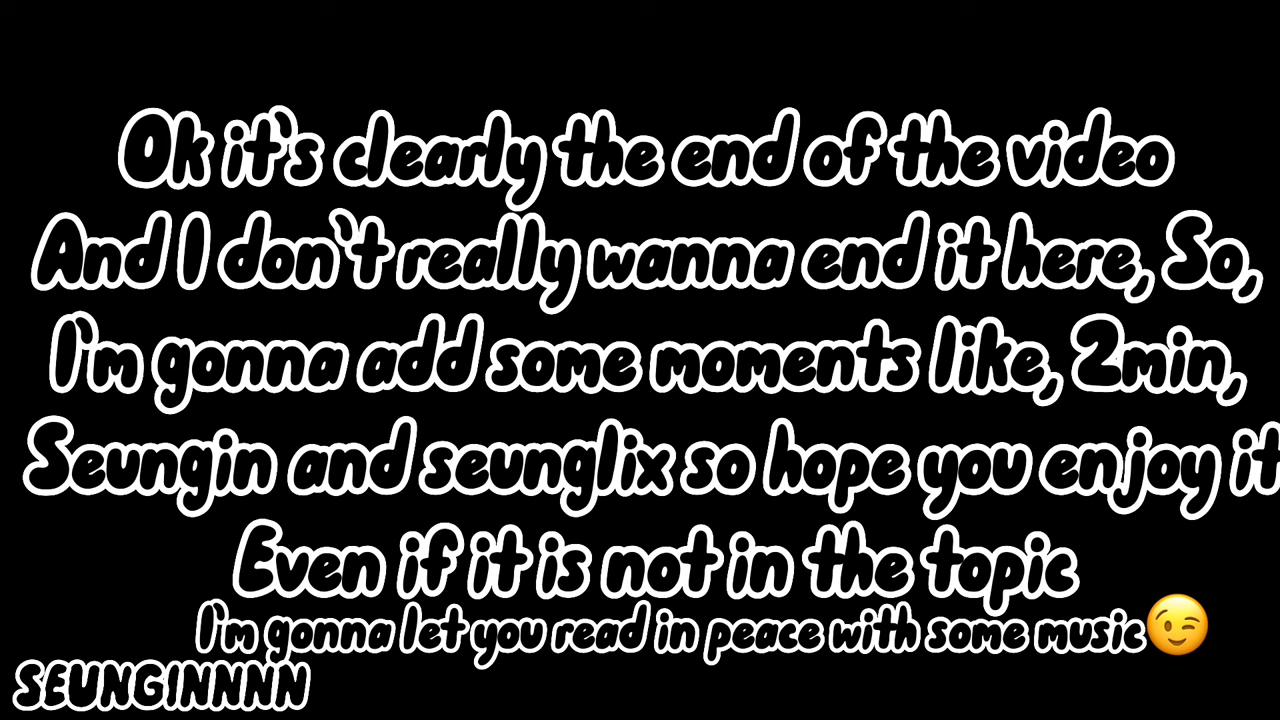 Ok it's clearly the end of the video
And I don't really wanna end it here, So,
I'm gonna add some moments like, 2min,
Seungin and seunglix so hope you enjoy it
Even if it is not in the topic
I'm gonna let you read in peace with some music😉
SEUNGINNNN